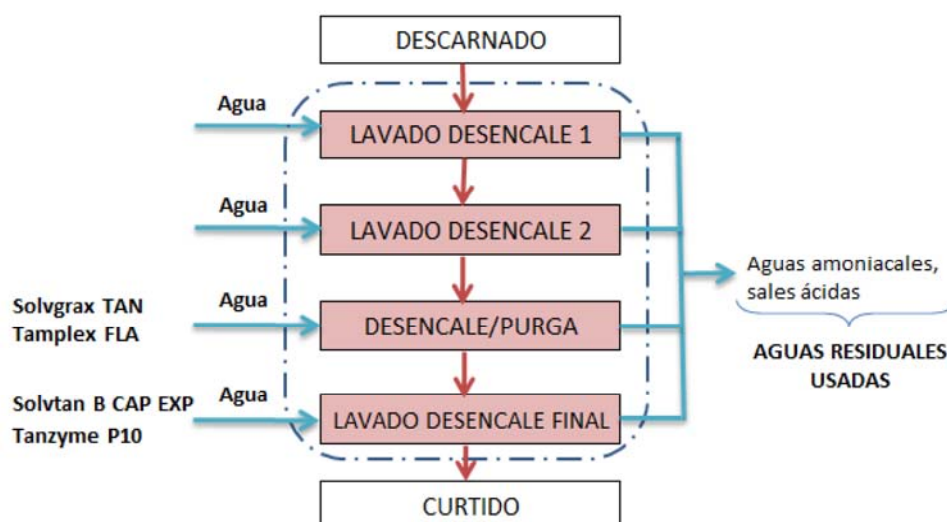 DESCARNADO
Agua
LAVADO DESENCALE 1
Agua
LAVADO DESENCALE 2
Aguas amoniacales,
sales ácidas
AGUAS RESIDUALES
USADAS
Solvgrax TAN
Tamplex FLA
Agua
DESENCALE/PURGA
Solvtan B CAP EXP
Tanzyme P10
Agua
LAVADO DESENCALE FINAL
CURTIDO